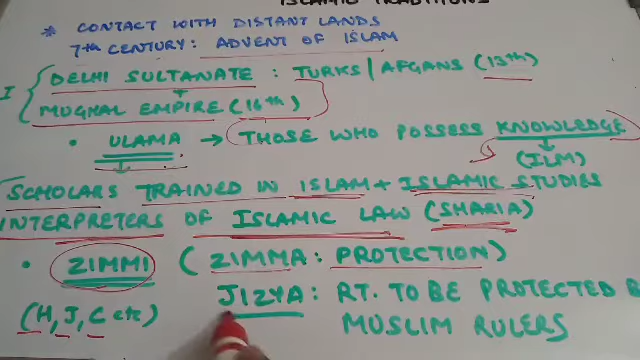 ISLAMIC TRADITIONS
* CONTACT WITH DISTANT LANDS
7th CENTURY: ADVENT OF ISLAM
I { DELHI SULTANATE : TURKS/AFGANS (13th)
+
MUGHAL EMPIRE (16th)
• ULAMA → THOSE WHO POSSESS KNOWLEDGE
(ILM)
SCHOLARS TRAINED IN ISLAM + ISLAMIC STUDIES
INTERPRETERS OF ISLAMIC LAW (SHARIA)
• ZIMMI (ZIMMA: PROTECTION)
JIZYA: RT. TO BE PROTECTED B
(H, J, C etc) MUSLIM RULERS